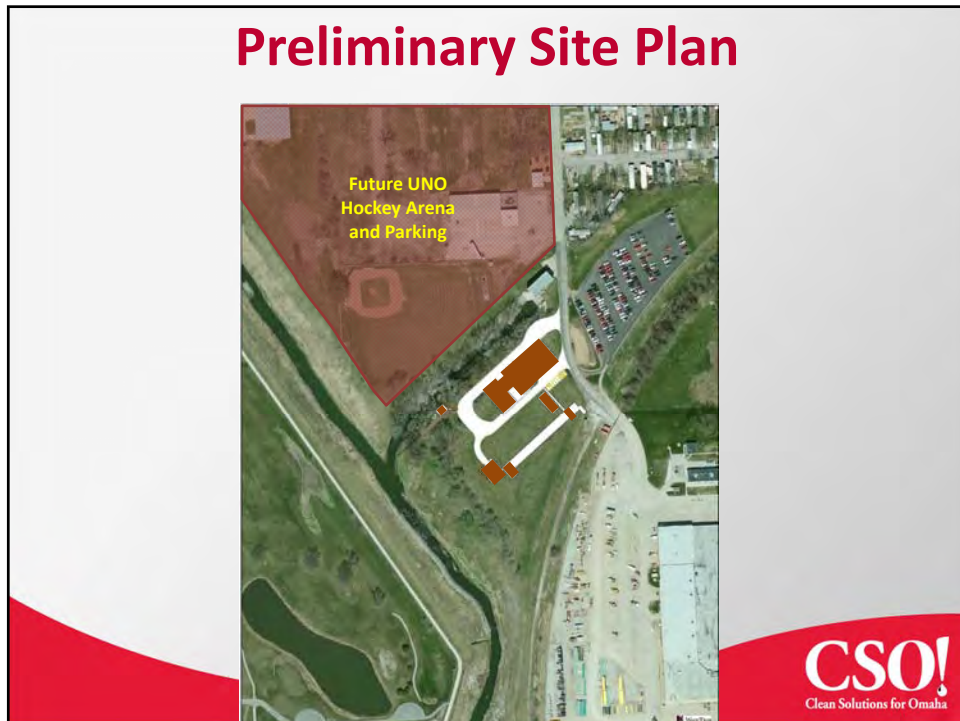 Preliminary Site Plan
Future UNO
Hockey Arena
and Parking
CSO!
Clean Solutions for Omaha